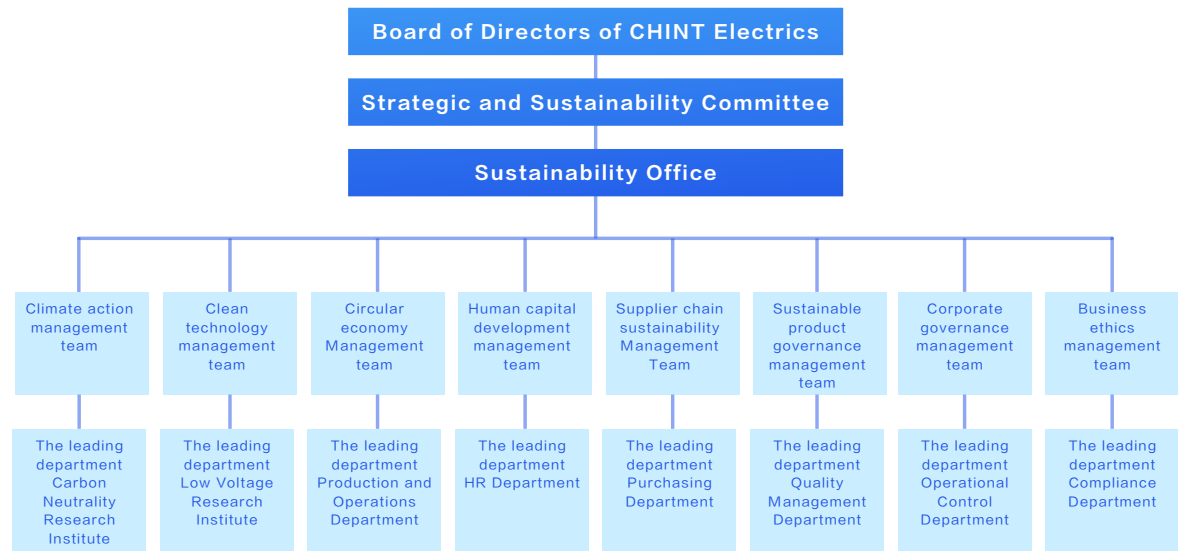 Board of Directors of CHINT Electrics
Strategic and Sustainability Committee
Sustainability Office
Climate action
management
team
Clean
technology
management
team
Circular
economy
Management
team
Human capital
development
management
team
Supplier chain
sustainability
Management
Team
Sustainable
product
governance
management
team
Corporate
governance
management
team
Business
ethics
management
team
The leading
department
Carbon
Neutrality
Research
Institute
The leading
department
Low Voltage
Research
Institute
The leading
department
Production and
Operations
Department
The leading
department
HR Department
The leading
department
Purchasing
Department
The leading
department
Quality
Management
Department
The leading
department
Operational
Control
Department
The leading
department
Compliance
Department